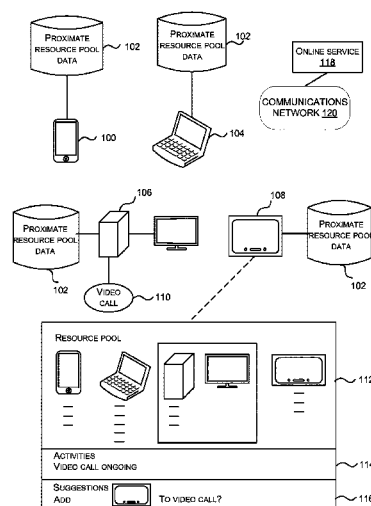 PROXIMATE
RESOURCE POOL
DATA
102
100
PROXIMATE
RESOURCE POOL
DATA
102
104
ONLINE SERVICE
118
COMMUNICATIONS
NETWORK 120
PROXIMATE
RESOURCE POOL
DATA
102
106
VIDEO
CALL
110
108
PROXIMATE
RESOURCE POOL
DATA
102
RESOURCE POOL
112
ACTIVITIES
VIDEO CALL ONGOING
114
SUGGESTIONS
ADD TO VIDEO CALL?
116